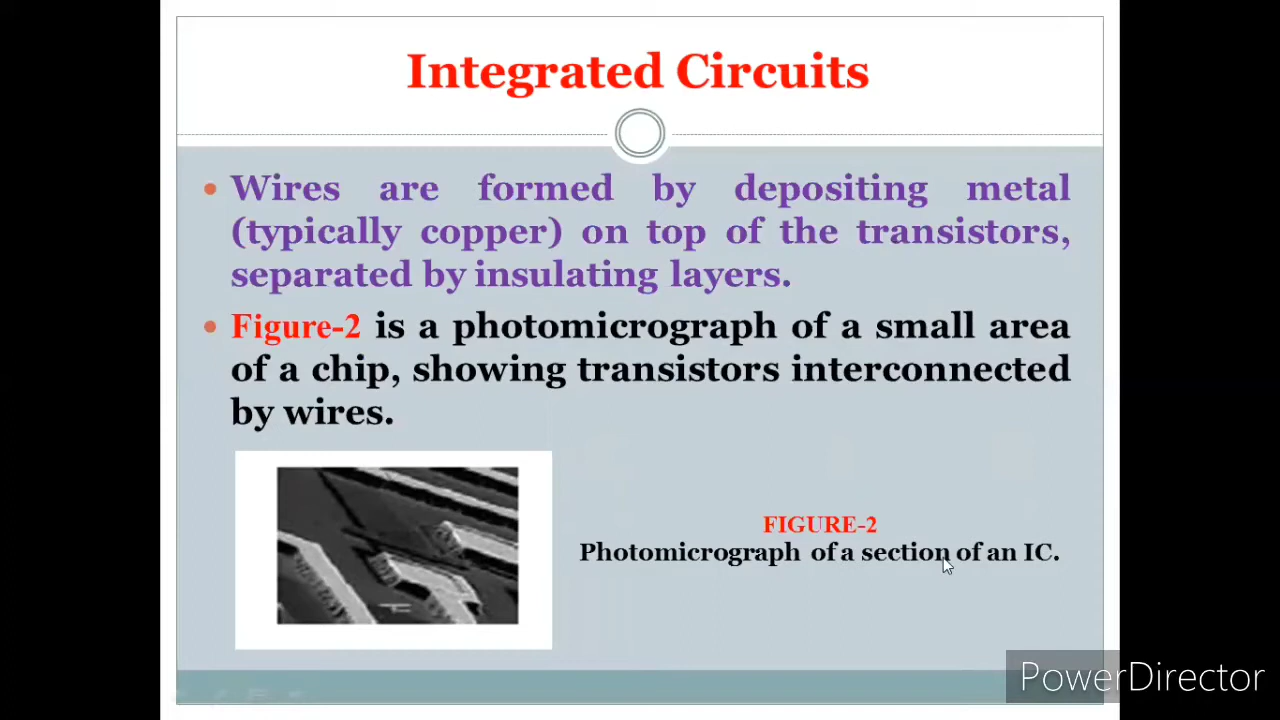 Integrated Circuits
• Wires are formed by depositing metal
(typically copper) on top of the transistors,
separated by insulating layers.
• Figure-2 is a photomicrograph of a small area
of a chip, showing transistors interconnected
by wires.
FIGURE-2
Photomicrograph of a section of an IC.
PowerDirector